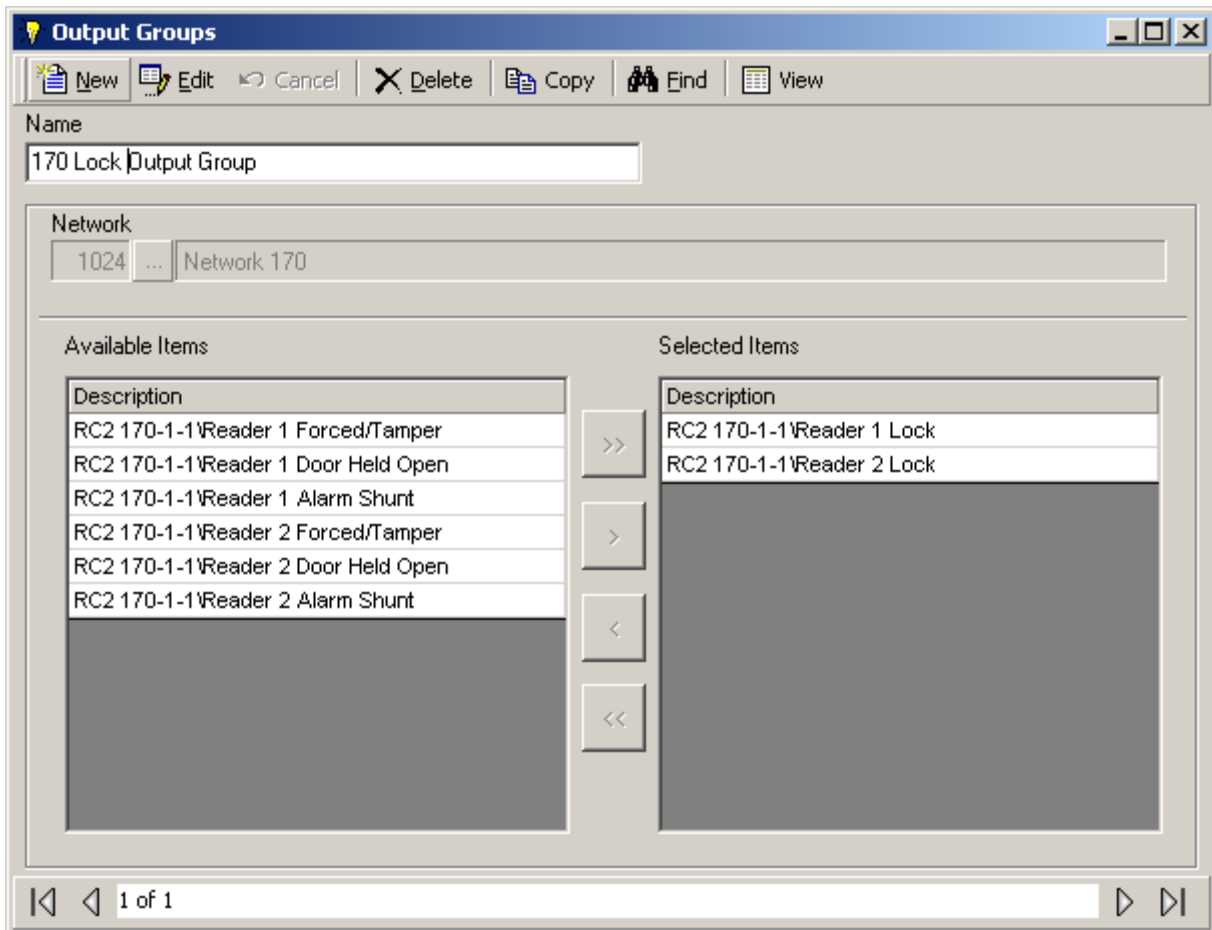 Output Groups
New Edit Cancel Delete Copy Find View
Name
170 Lock Output Group
Network
1024 ... Network 170
Available Items
Description
RC2 170-1-1\Reader 1 Forced/Tamper
RC2 170-1-1\Reader 1 Door Held Open
RC2 170-1-1\Reader 1 Alarm Shunt
RC2 170-1-1\Reader 2 Forced/Tamper
RC2 170-1-1\Reader 2 Door Held Open
RC2 170-1-1\Reader 2 Alarm Shunt
>>
>
<
<<
Selected Items
Description
RC2 170-1-1\Reader 1 Lock
RC2 170-1-1\Reader 2 Lock
1 of 1